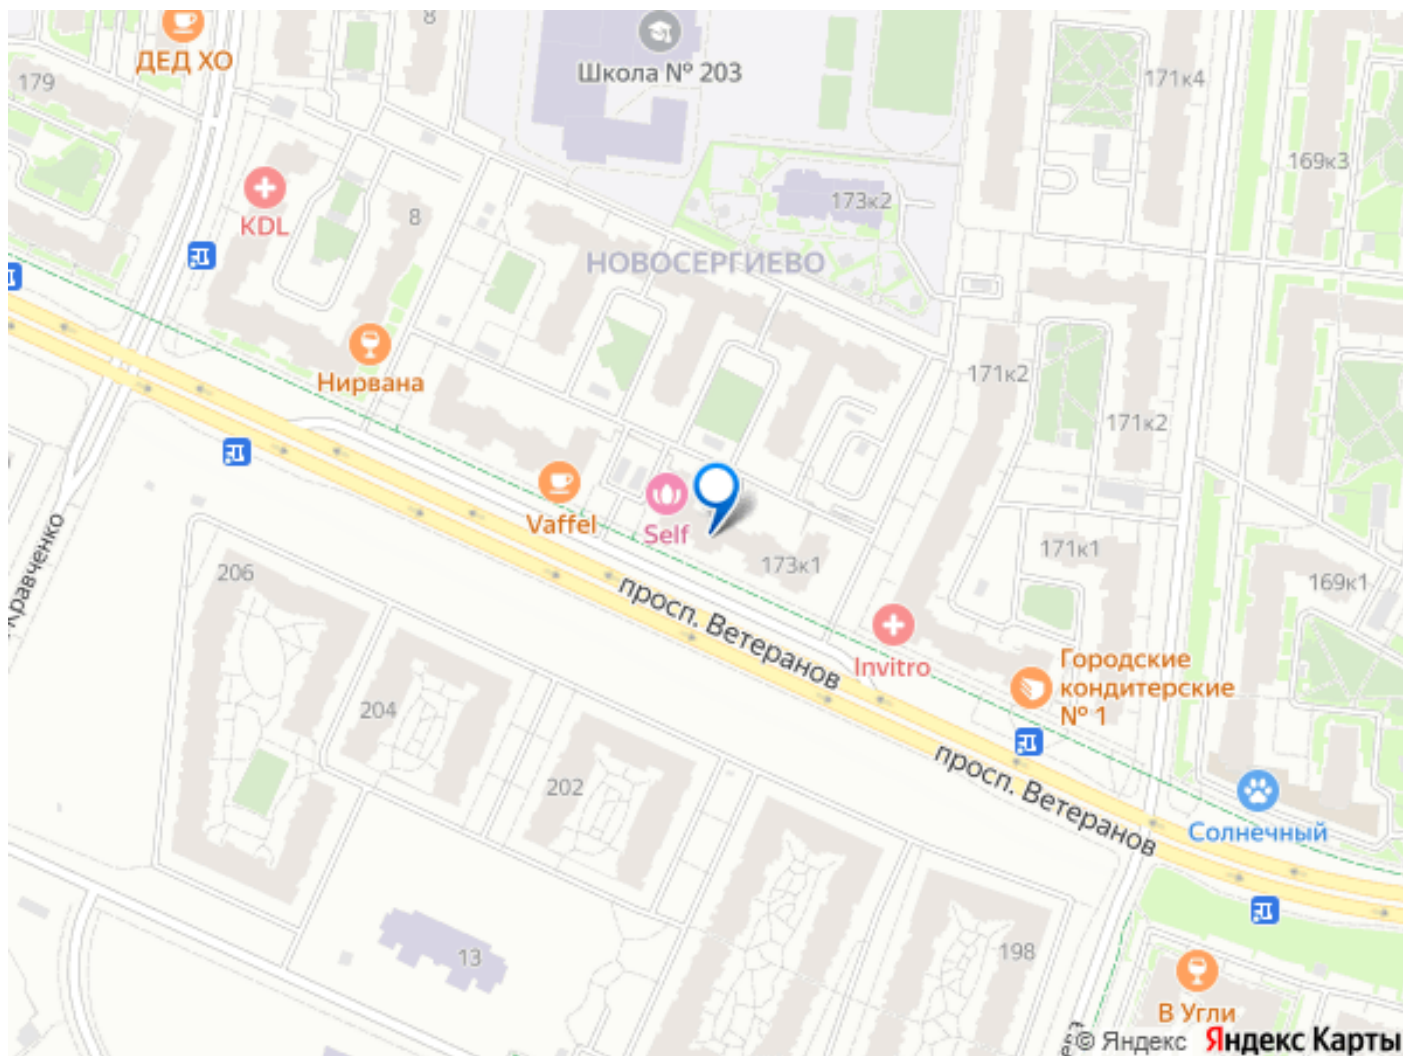 8
ДЕД ХО
Школа № 203
179
171к4
169к3
KDL
8
173к2
НОВОСЕРГИЕВО
Нирвана
171к2
171к2
Vaffel
Self
173к1
171к1
169к1
Кравченко
206
просп. Ветеранов
Invitro
Городские
кондитерские
№ 1
204
202
просп. Ветеранов
Солнечный
13
198
В Угли
© Яндекс Яндекс Карты